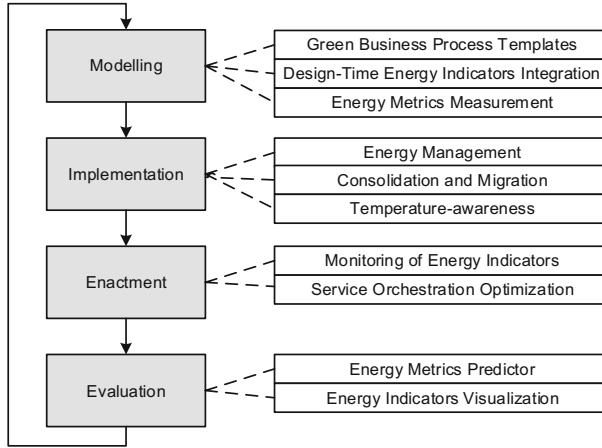 Modelling
Green Business Process Templates
Design-Time Energy Indicators Integration
Energy Metrics Measurement
Implementation
Energy Management
Consolidation and Migration
Temperature-awareness
Enactment
Monitoring of Energy Indicators
Service Orchestration Optimization
Evaluation
Energy Metrics Predictor
Energy Indicators Visualization